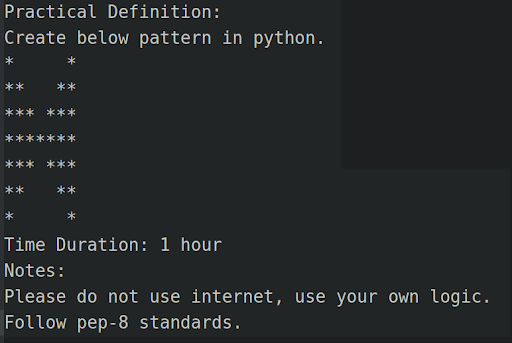 Practical Definition:
Create below pattern in python.
*     *
**   **
*** ***
*******
*** ***
**   **
*     *
Time Duration: 1 hour
Notes:
Please do not use internet, use your own logic.
Follow pep-8 standards.